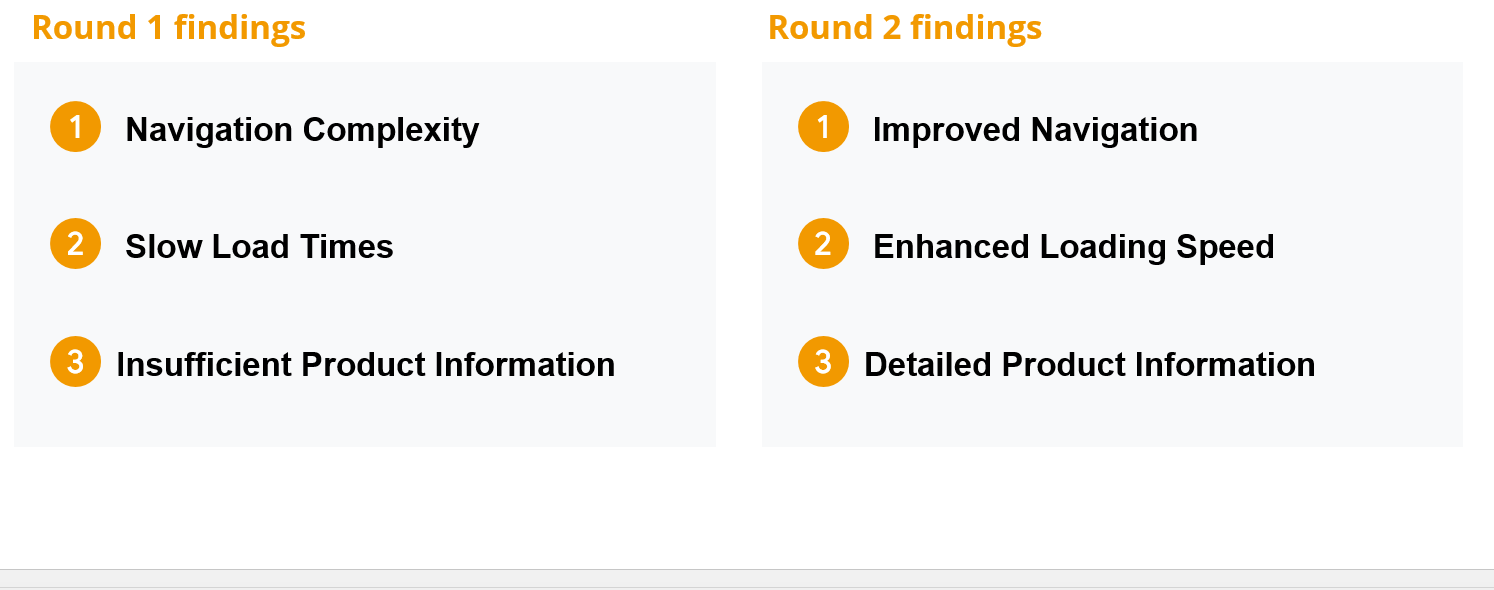 Round 1 findings
1 Navigation Complexity
2 Slow Load Times
3 Insufficient Product Information
Round 2 findings
1 Improved Navigation
2 Enhanced Loading Speed
3 Detailed Product Information